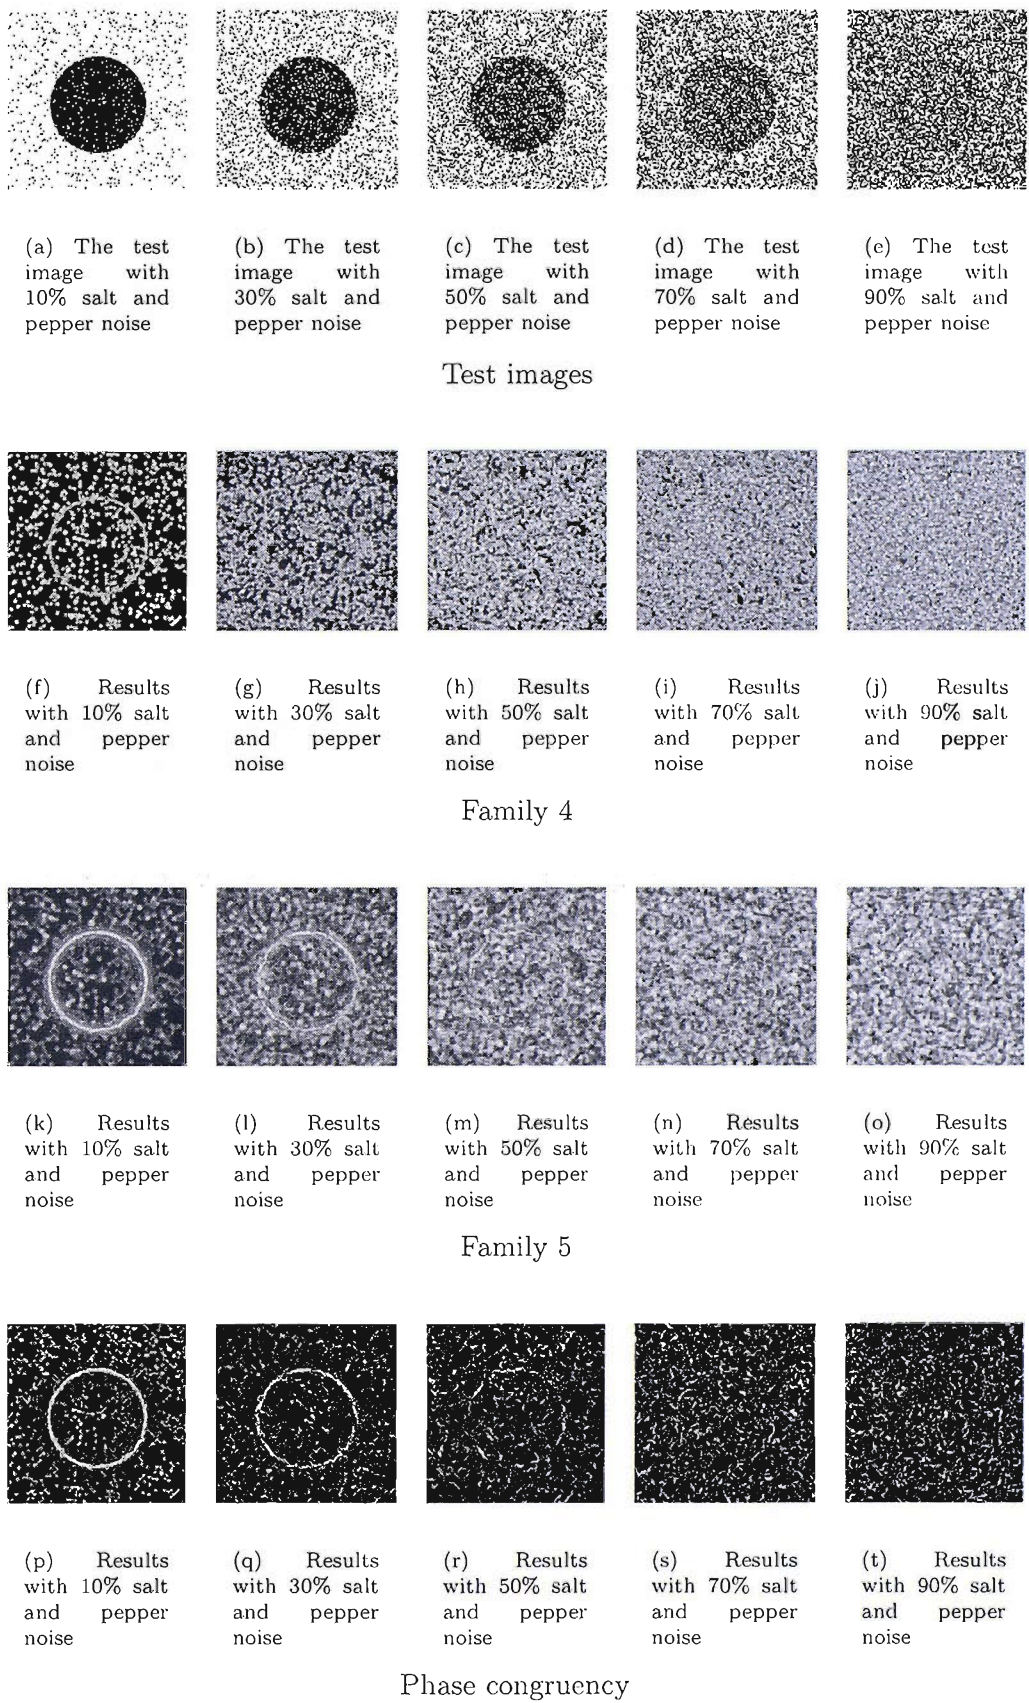 (a) The test
image with
10% salt and
pepper noise
(b) The test
image with
30% salt and
pepper noise
(c) The test
image with
50% salt and
pepper noise
(d) The test
image with
70% salt and
pepper noise
(e) The test
image with
90% salt and
pepper noise
Test images
(f) Results
with 10% salt
and pepper
noise
(g) Results
with 30% salt
and pepper
noise
(h) Results
with 50% salt
and pepper
noise
(i) Results
with 70% salt
and pepper
noise
(j) Results
with 90% salt
and pepper
noise
Family 4
(k) Results
with 10% salt
and pepper
noise
(l) Results
with 30% salt
and pepper
noise
(m) Results
with 50% salt
and pepper
noise
(n) Results
with 70% salt
and pepper
noise
(o) Results
with 90% salt
and pepper
noise
Family 5
(p) Results
with 10% salt
and pepper
noise
(q) Results
with 30% salt
and pepper
noise
(r) Results
with 50% salt
and pepper
noise
(s) Results
with 70% salt
and pepper
noise
(t) Results
with 90% salt
and pepper
noise
Phase congruency